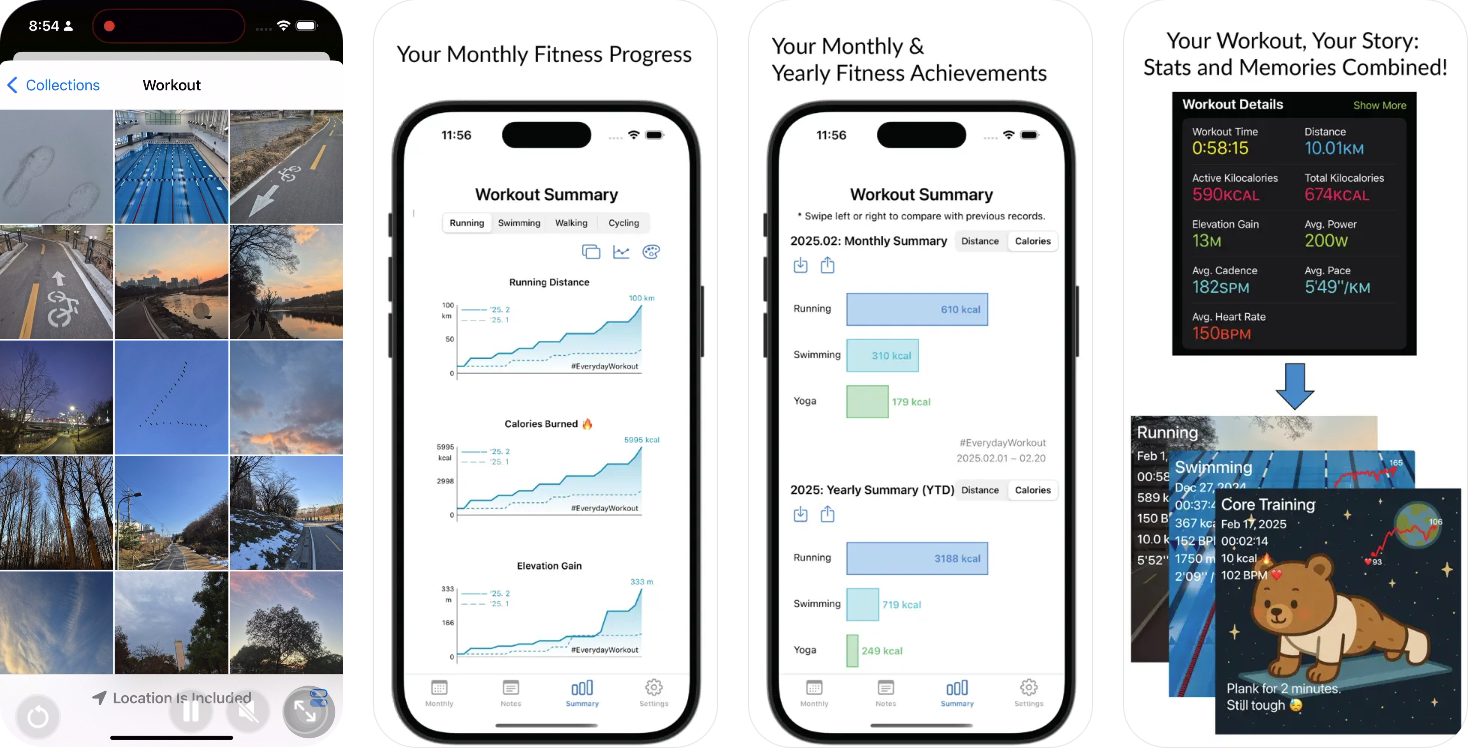 8:54
Collections
Workout
Location Is Included
Your Monthly Fitness Progress
11:56
Workout Summary
Running Swimming Walking Cycling
Running Distance
100 km
100
km
'25. 2
'25. 1
50
0
#EverydayWorkout
Calories Burned 🔥
5995 kcal
5995
kcal
'25. 2
'25. 1
2998
0
#EverydayWorkout
Elevation Gain
333 m
333
m
'25. 2
'25. 1
166
0
#EverydayWorkout
Monthly Notes Summary Settings
Your Monthly &
Yearly Fitness Achievements
11:56
Workout Summary
* Swipe left or right to compare with previous records.
2025.02: Monthly Summary Distance Calories
Running 610 kcal
Swimming 310 kcal
Yoga 179 kcal
#EverydayWorkout
2025.02.01 – 02.20
2025: Yearly Summary (YTD) Distance Calories
Running 3188 kcal
Swimming 719 kcal
Yoga 249 kcal
Monthly Notes Summary Settings
Your Workout, Your Story:
Stats and Memories Combined!
Workout Details Show More
Workout Time Distance
0:58:15 10.01KM
Active Kilocalories Total Kilocalories
590KCAL 674KCAL
Elevation Gain Avg. Power
13M 200W
Avg. Cadence Avg. Pace
182SPM 5'49"/KM
Avg. Heart Rate
150BPM
Running
Feb 1,
00:58
589 k
150 B
10.0 k
5'52"
Swimming
165
Dec 27, 2024
00:37:4
367 kca
152 BP
1750 m
2'09" /
Core Training
Feb 17, 2025
106
00:02:14
10 kcal 🔥
❤️93
102 BPM ❤️
Plank for 2 minutes.
Still tough 😓